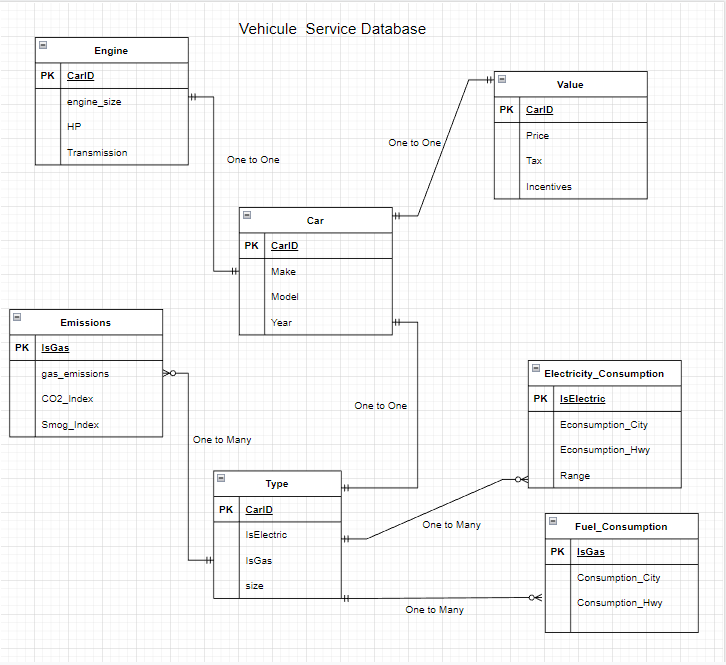 Vehicule Service Database
Engine
PK CarID
engine_size
HP
Transmission
Value
PK CarID
Price
Tax
Incentives
One to One
One to One
Car
PK CarID
Make
Model
Year
Emissions
PK IsGas
gas_emissions
CO2_Index
Smog_Index
Electricity_Consumption
PK IsElectric
Econsumption_City
Econsumption_Hwy
Range
One to One
One to Many
Type
PK CarID
IsElectric
IsGas
size
One to Many
Fuel_Consumption
PK IsGas
Consumption_City
Consumption_Hwy
One to Many